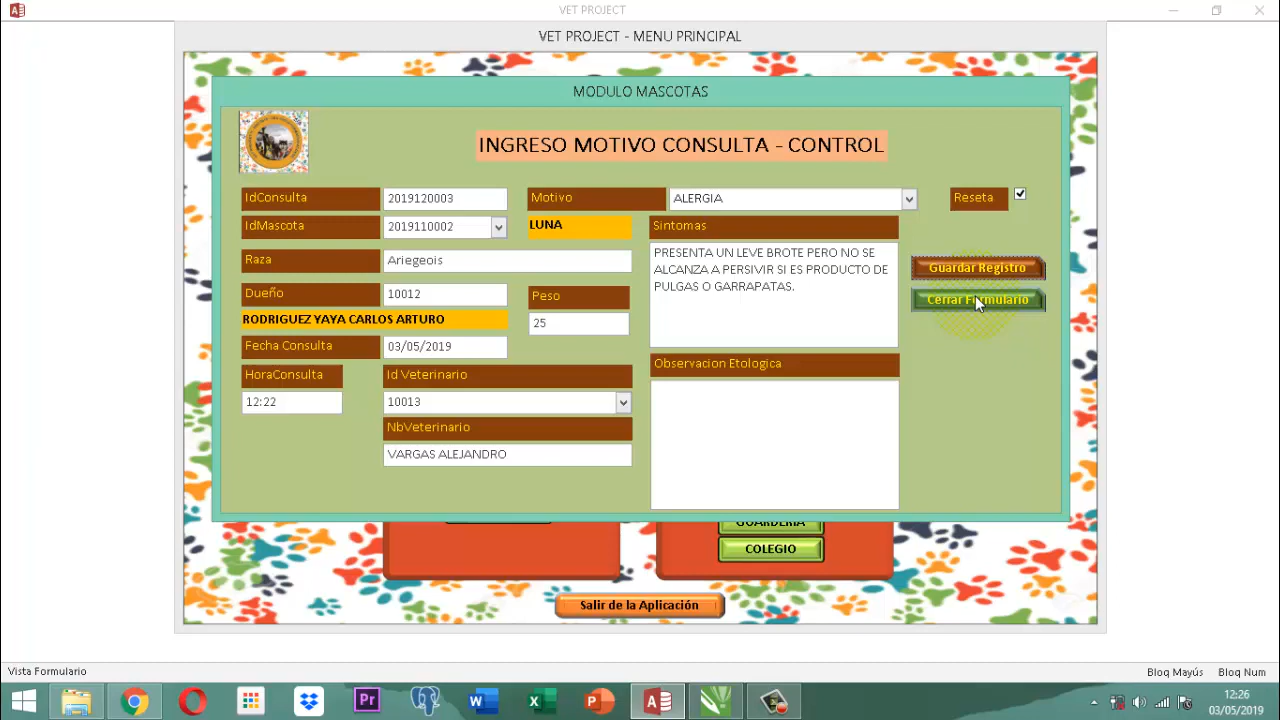 VET PROJECT
VET PROJECT - MENU PRINCIPAL
MODULO MASCOTAS
INGRESO MOTIVO CONSULTA - CONTROL
IdConsulta 2019120003 Motivo ALERGIA Reseta
IdMascota 2019110002 LUNA Sintomas
Raza Ariegeois
PRESENTA UN LEVE BROTE PERO NO SE
ALCANZA A PERSIVIR SI ES PRODUCTO DE
PULGAS O GARRAPATAS.
Guardar Registro
Cerrar Formulario
Dueño 10012 Peso
RODRIGUEZ YAYA CARLOS ARTURO 25
Fecha Consulta 03/05/2019
HoraConsulta Id Veterinario Observacion Etologica
12:22 10013
NbVeterinario
VARGAS ALEJANDRO
GUARDERIA
COLEGIO
Salir de la Aplicación
Vista Formulario Bloq Mayús Bloq Num
Pr
12:26
03/05/2019